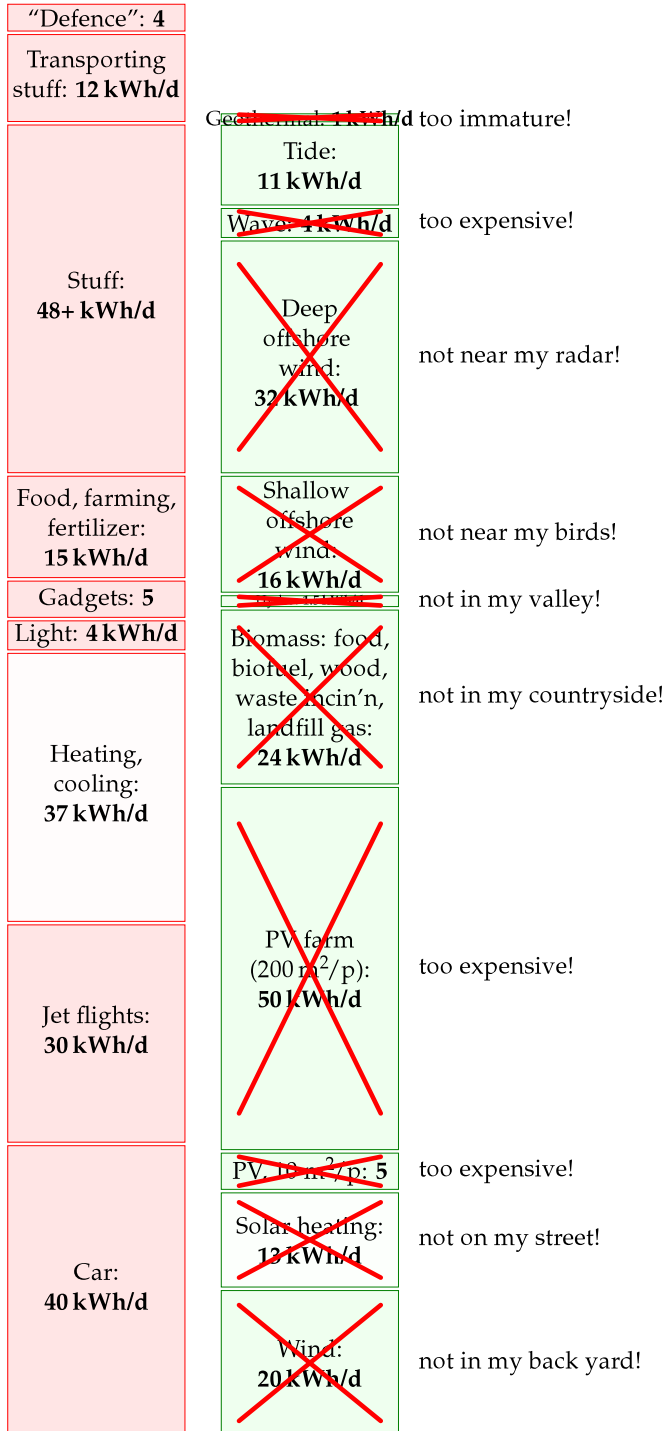 “Defence”: 4
Transporting
stuff: 12 kWh/d
Stuff:
48+ kWh/d
Food, farming,
fertilizer:
15 kWh/d
Gadgets: 5
Light: 4 kWh/d
Heating,
cooling:
37 kWh/d
Jet flights:
30 kWh/d
Car:
40 kWh/d
Geothermal: 1 kWh/d
too immature!
Tide:
11 kWh/d
Wave: 4 kWh/d
too expensive!
Deep
offshore
wind:
32 kWh/d
not near my radar!
Shallow
offshore
wind:
16 kWh/d
not near my birds!
not in my valley!
Biomass: food,
biofuel, wood,
waste incin’n,
landfill gas:
24 kWh/d
not in my countryside!
PV farm
(200 m²/p):
50 kWh/d
too expensive!
PV, 10 m²/p: 5
too expensive!
Solar heating:
13 kWh/d
not on my street!
Wind:
20 kWh/d
not in my back yard!